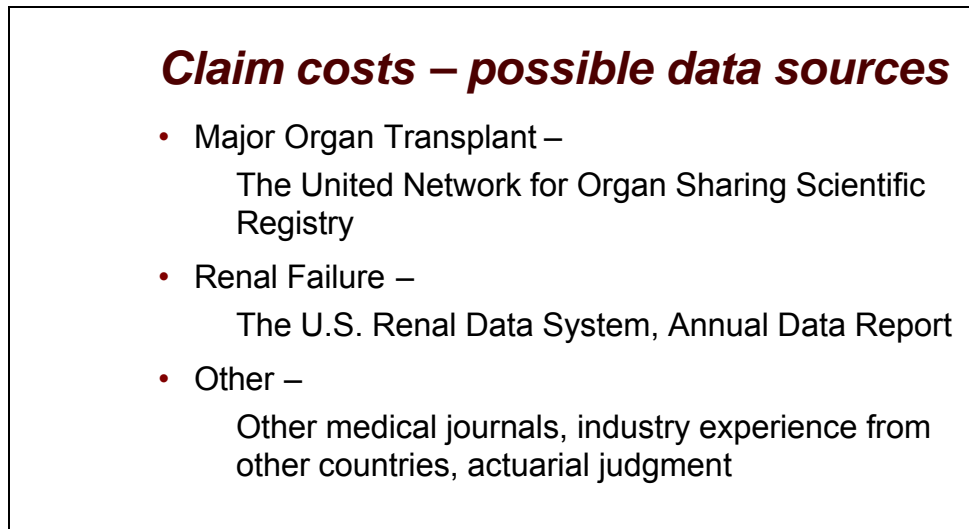 Claim costs – possible data sources
• Major Organ Transplant –
The United Network for Organ Sharing Scientific
Registry
• Renal Failure –
The U.S. Renal Data System, Annual Data Report
• Other –
Other medical journals, industry experience from
other countries, actuarial judgment